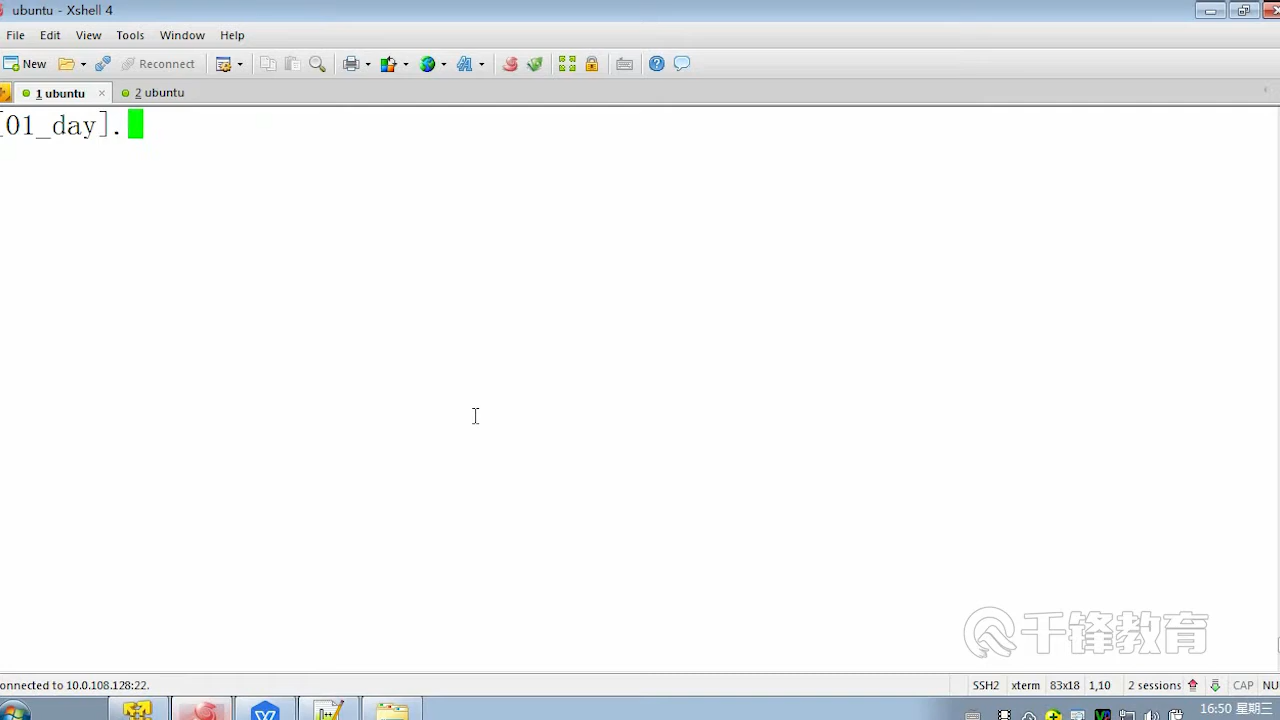 ubuntu - Xshell 4
File Edit View Tools Window Help
New Reconnect
1 ubuntu 2 ubuntu
[01_day].
千锋教育
onnected to 10.0.108.128:22.
SSH2 xterm 83x18 1,10 2 sessions CAP NU
16:50 星期三